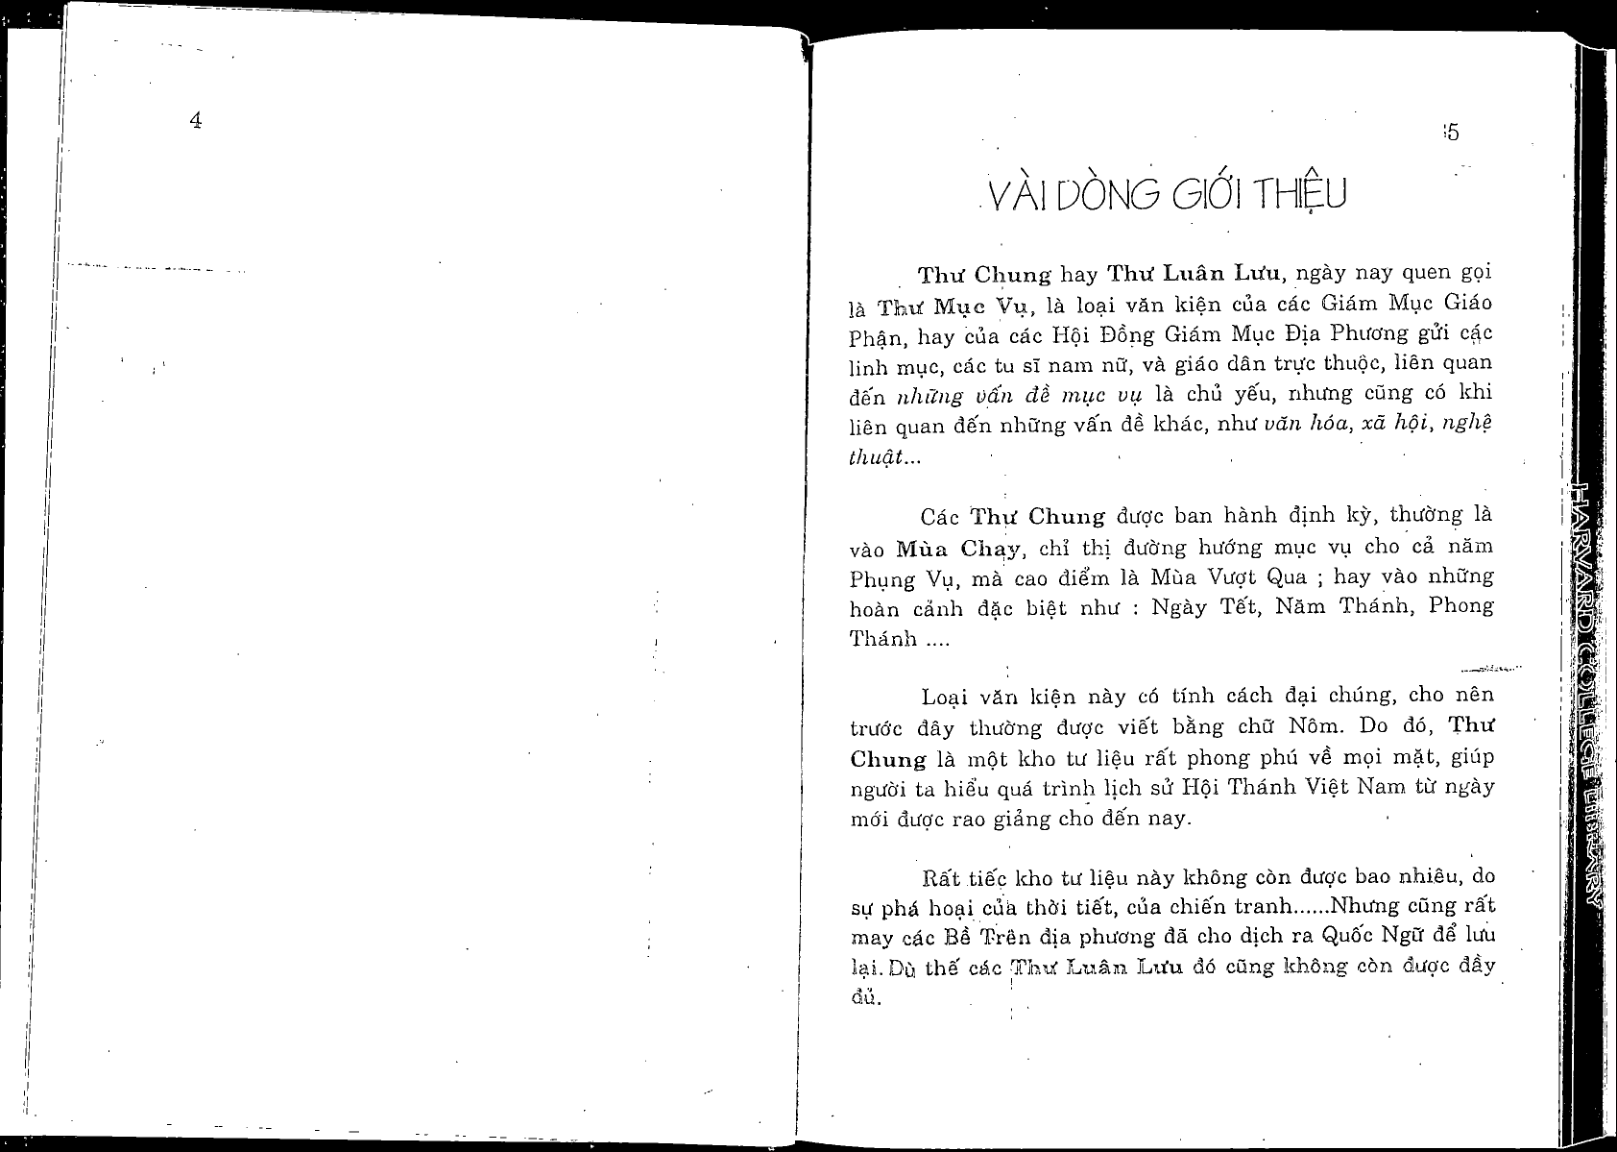 4
5
VÀI DÒNG GIỚI THIỆU
Thư Chung hay Thư Luân Lưu, ngày nay quen gọi
là Thư Mục Vụ, là loại văn kiện của các Giám Mục Giáo
Phận, hay của các Hội Đồng Giám Mục Địa Phương gửi các
linh mục, các tu sĩ nam nữ, và giáo dân trực thuộc, liên quan
đến những vấn đề mục vụ là chủ yếu, nhưng cũng có khi
liên quan đến những vấn đề khác, như văn hóa, xã hội, nghệ
thuật...
Các Thư Chung được ban hành định kỳ, thường là
vào Mùa Chay, chỉ thị đường hướng mục vụ cho cả năm
Phụng Vụ, mà cao điểm là Mùa Vượt Qua ; hay vào những
hoàn cảnh đặc biệt như : Ngày Tết, Năm Thánh, Phong
Thánh ....
Loại văn kiện này có tính cách đại chúng, cho nên
trước đây thường được viết bằng chữ Nôm. Do đó, Thư
Chung là một kho tư liệu rất phong phú về mọi mặt, giúp
người ta hiểu quá trình lịch sử Hội Thánh Việt Nam từ ngày
mới được rao giảng cho đến nay.
Rất tiếc kho tư liệu này không còn được bao nhiêu, do
sự phá hoại của thời tiết, của chiến tranh......Nhưng cũng rất
may các Bề Trên địa phương đã cho dịch ra Quốc Ngữ để lưu
lại. Dù thế các Thư Luân Lưu đó cũng không còn được đầy
đủ.
HARVARD COLLEGE LIBRARY